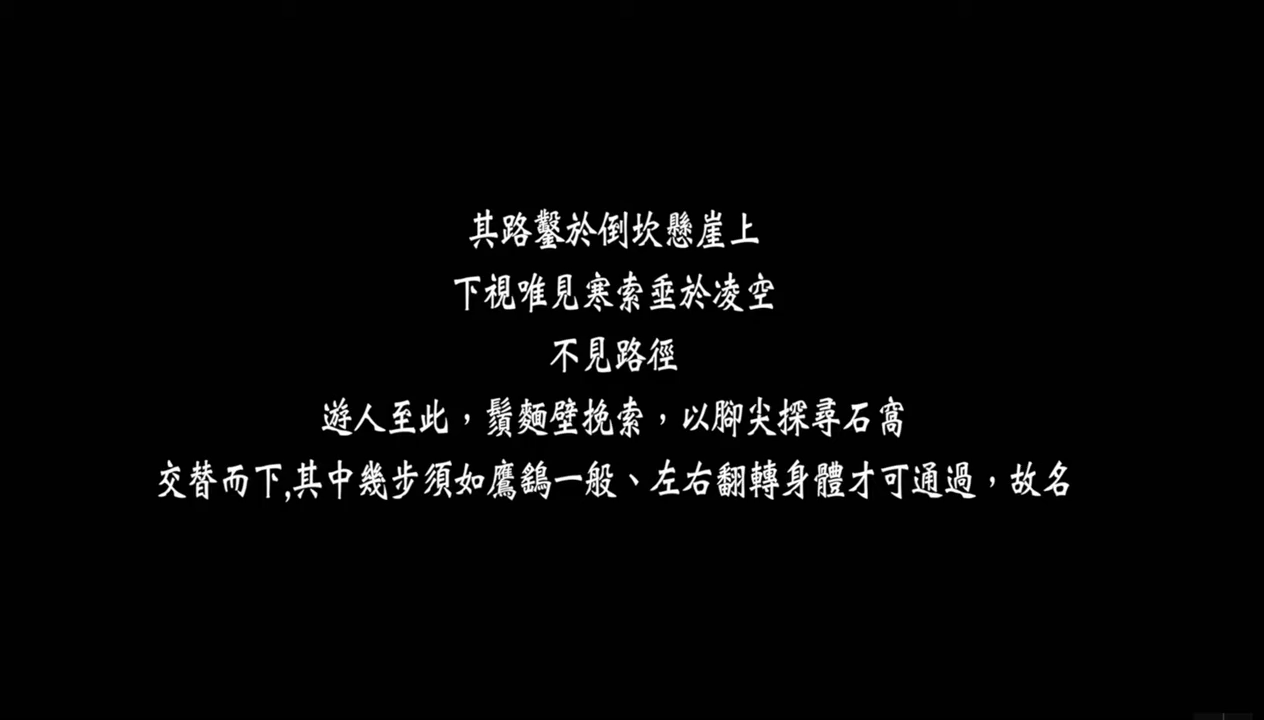 其路鑿於倒坎懸崖上
下視唯見寒索垂於凌空
不見路徑
遊人至此，鬚麵壁挽索，以腳尖探尋石窩
交替而下,其中幾步須如鷹鷂一般、左右翻轉身體才可通過，故名